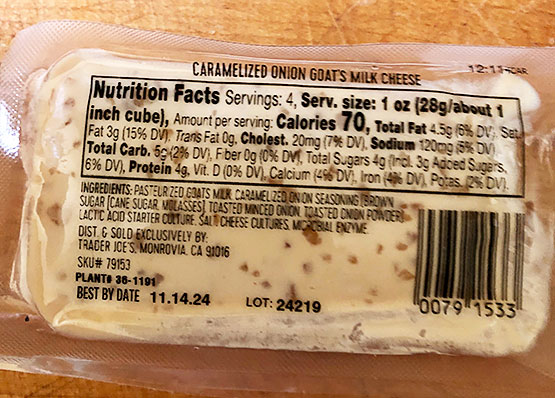 CARAMELIZED ONION GOAT'S MILK CHEESE
12:11
Nutrition Facts Servings: 4, Serv. size: 1 oz (28g/about 1
inch cube), Amount per serving: Calories 70, Total Fat 4.5g (6% DV), Sat.
Fat 3g (15% DV), Trans Fat 0g, Cholest. 20mg (7% DV), Sodium 120mg (5% DV),
Total Carb. 5g (2% DV), Fiber 0g (0% DV), Total Sugars 4g (Incl. 3g Added Sugars,
6% DV), Protein 4g, Vit. D (0% DV), Calcium (4% DV), Iron (4% DV), Potas. (2% DV).
INGREDIENTS: PASTEURIZED GOATS MILK, CARAMELIZED ONION SEASONING (BROWN
SUGAR [CANE SUGAR, MOLASSES], TOASTED MINCED ONION, TOASTED ONION POWDER)
LACTIC ACID STARTER CULTURE, SALT, CHEESE CULTURES, MICROBIAL ENZYME.
DIST. & SOLD EXCLUSIVELY BY:
TRADER JOE'S, MONROVIA, CA 91016
SKU# 79153
PLANT# 36-1191
BEST BY DATE 11.14.24 LOT: 24219
0079 1533